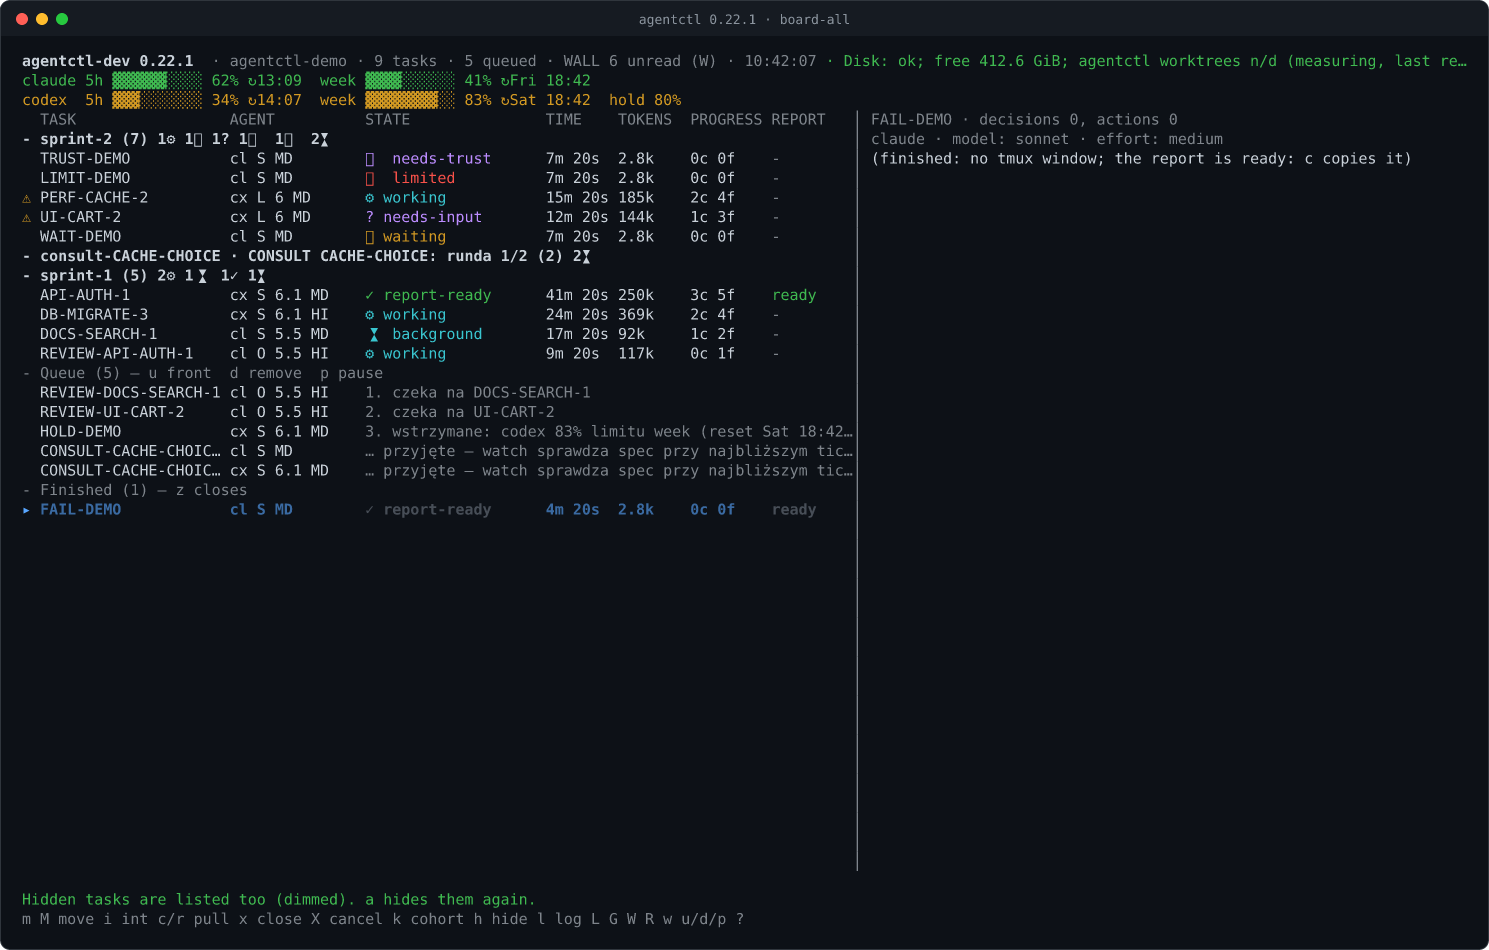 agentctl 0.22.1 · board-all
agentctl-dev 0.22.1 · agentctl-demo · 9 tasks · 5 queued · WALL 6 unread (W) · 10:42:07 · Disk: ok; free 412.6 GiB; agentctl worktrees n/d (measuring, last re…
claude 5h ▓▓▓▓▓▓░░░░ 62% ↻13:09 week ▓▓▓▓░░░░░░ 41% ↻Fri 18:42
codex 5h ▓▓▓░░░░░░░ 34% ↻14:07 week ▓▓▓▓▓▓▓▓░░ 83% ↻Sat 18:42 hold 80%
TASK AGENT STATE TIME TOKENS PROGRESS REPORT
- sprint-2 (7) 1⚙ 1▯ 1? 1▯ 1▯ 2⧗
TRUST-DEMO cl S MD ▯ needs-trust 7m 20s 2.8k 0c 0f -
LIMIT-DEMO cl S MD ▯ limited 7m 20s 2.8k 0c 0f -
⚠ PERF-CACHE-2 cx L 6 MD ⚙ working 15m 20s 185k 2c 4f -
⚠ UI-CART-2 cx L 6 MD ? needs-input 12m 20s 144k 1c 3f -
WAIT-DEMO cl S MD ▯ waiting 7m 20s 2.8k 0c 0f -
- consult-CACHE-CHOICE · CONSULT CACHE-CHOICE: runda 1/2 (2) 2⧗
- sprint-1 (5) 2⚙ 1⧗ 1✓ 1⧗
API-AUTH-1 cx S 6.1 MD ✓ report-ready 41m 20s 250k 3c 5f ready
DB-MIGRATE-3 cx S 6.1 HI ⚙ working 24m 20s 369k 2c 4f -
DOCS-SEARCH-1 cl S 5.5 MD ⧗ background 17m 20s 92k 1c 2f -
REVIEW-API-AUTH-1 cl O 5.5 HI ⚙ working 9m 20s 117k 0c 1f -
- Queue (5) — u front d remove p pause
REVIEW-DOCS-SEARCH-1 cl O 5.5 HI 1. czeka na DOCS-SEARCH-1
REVIEW-UI-CART-2 cl O 5.5 HI 2. czeka na UI-CART-2
HOLD-DEMO cx S 6.1 MD 3. wstrzymane: codex 83% limitu week (reset Sat 18:42…
CONSULT-CACHE-CHOIC… cl S MD … przyjęte — watch sprawdza spec przy najbliższym tic…
CONSULT-CACHE-CHOIC… cx S 6.1 MD … przyjęte — watch sprawdza spec przy najbliższym tic…
- Finished (1) — z closes
▸ FAIL-DEMO cl S MD ✓ report-ready 4m 20s 2.8k 0c 0f ready
FAIL-DEMO · decisions 0, actions 0
claude · model: sonnet · effort: medium
(finished: no tmux window; the report is ready: c copies it)
Hidden tasks are listed too (dimmed). a hides them again.
m M move i int c/r pull x close X cancel k cohort h hide l log L G W R w u/d/p ?